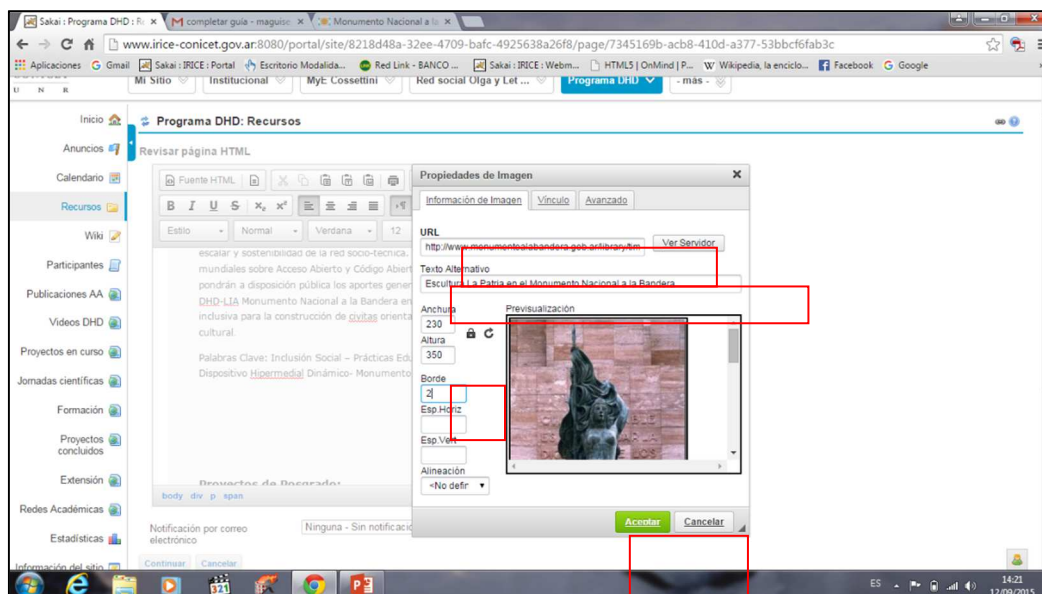 Sakai : Programa DHD : Re
completar guía - maguise
Monumento Nacional a la
www.irice-conicet.gov.ar:8080/portal/site/8218d48a-32ee-4709-bafc-4925638a26f8/page/7345169b-acb8-410d-a377-53bbcf6fab3c
Aplicaciones Gmail Sakai : IRICE : Portal Escritorio Modalida... Red Link - BANCO ... Sakai : IRICE : Webm... HTML5 | OnMind | P... Wikipedia, la enciclo... Facebook Google
U N R
Mi Sitio Institucional MyE Cossettini Red social Olga y Let ... Programa DHD - más -
Inicio
Anuncios
Calendario
Recursos
Wiki
Participantes
Publicaciones AA
Videos DHD
Proyectos en curso
Jornadas científicas
Formación
Proyectos
concluidos
Extensión
Redes Académicas
Estadísticas
Información del sitio
Programa DHD: Recursos
Revisar página HTML
Fuente HTML
B I U S x₂ x²
Estilo Normal Verdana 12
escalar y sostenibilidad de la red socio-técnica.
mundiales sobre Acceso Abierto y Código Abiert
pondrán a disposición pública los aportes gener
DHD-LIA Monumento Nacional a la Bandera en
inclusiva para la construcción de civitas orienta
cultural.
Palabras Clave: Inclusión Social – Prácticas Edu
Dispositivo Hipermedial Dinámico- Monumento
Proyectos de Posgrado:
body div p span
Notificación por correo
electrónico
Ninguna - Sin notificació
Continuar Cancelar
Propiedades de Imagen
Información de Imagen Vínculo Avanzado
URL
http://www.monumentoalabandera.gob.ar/library/tim
Ver Servidor
Texto Alternativo
Escultura La Patria en el Monumento Nacional a la Bandera
Anchura
230
Altura
350
Borde
2
Esp.Horiz
Esp.Vert
Alineación
<No defir
Previsualización
Aceptar Cancelar
ES
14:21
12/09/2015